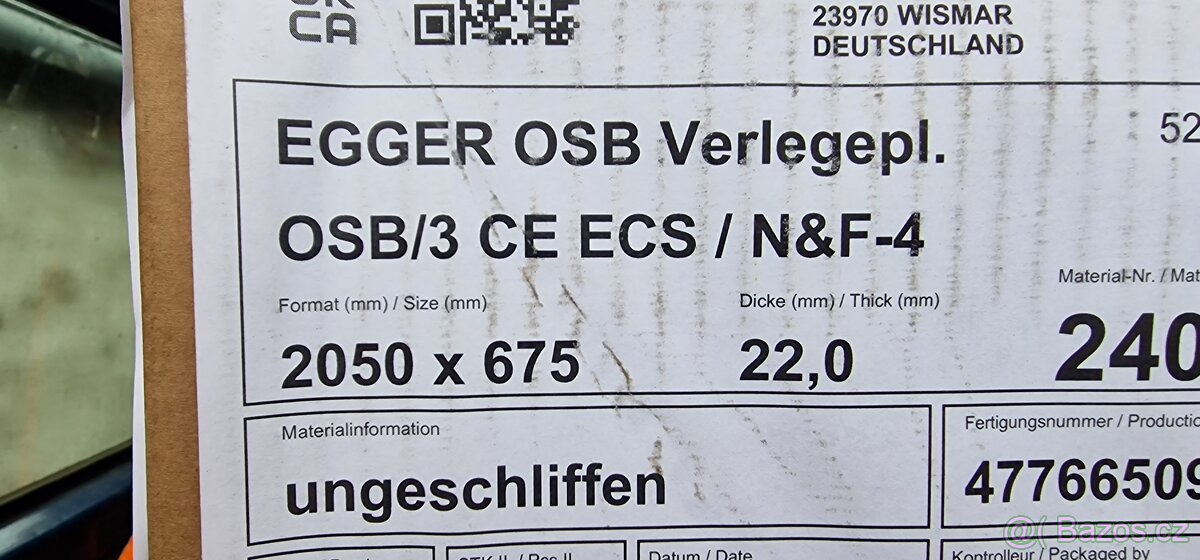 CA
23970 WISMAR
DEUTSCHLAND
EGGER OSB Verlegepl.
52
OSB/3 CE ECS / N&F-4
Format (mm) / Size (mm)
Dicke (mm) / Thick (mm)
Material-Nr. / Mat
2050 x 675
22,0
240
Materialinformation
Fertigungsnummer / Productio
ungeschliffen
47766509
Datum / Date
Kontrolleur / Packaged by
Bazos.cz